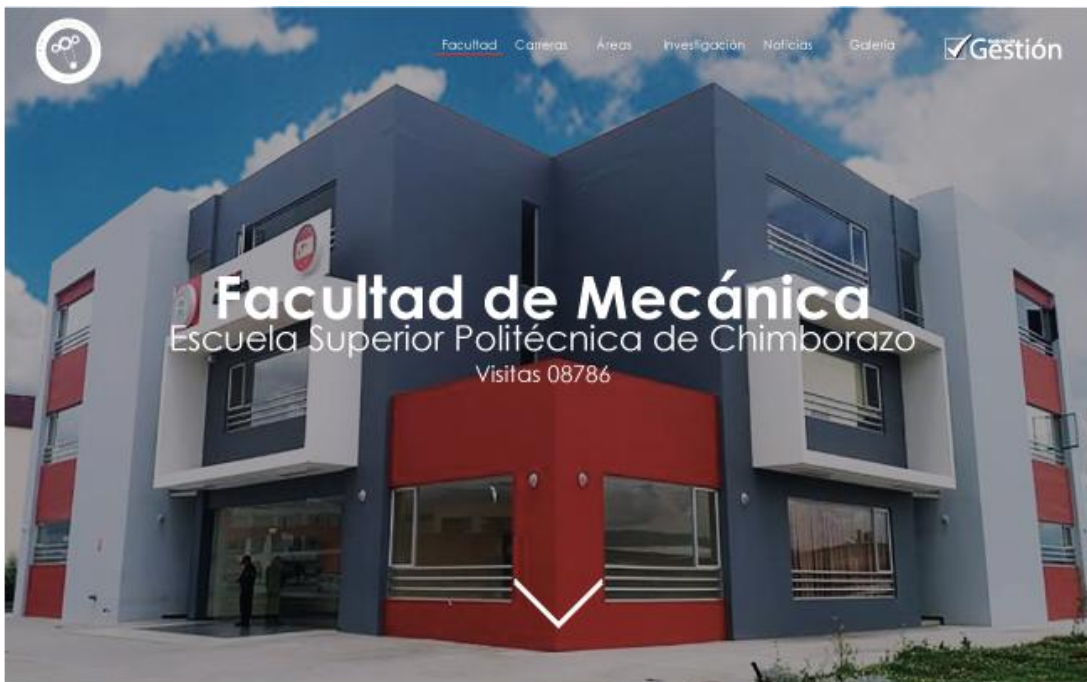 Facultad Carreras Áreas Investigación Noticias Galería
Gestión
Facultad de Mecánica
Escuela Superior Politécnica de Chimborazo
Visitas 08786